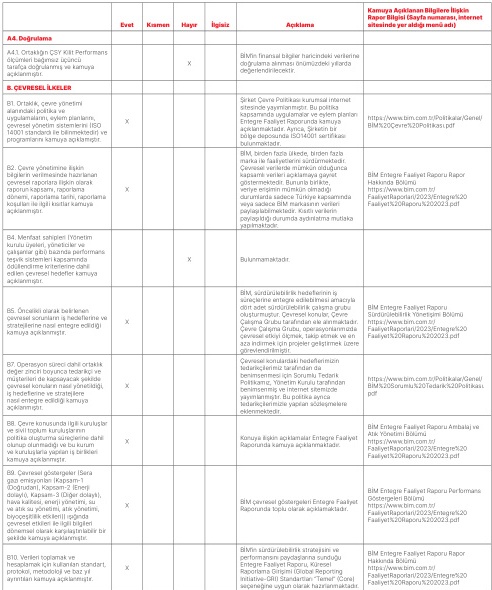 Evet Kısmen Hayır İlgisiz Açıklama
Kamuya Açıklanan Bilgilere İlişkin
Rapor Bilgisi (Sayfa numarası, internet
sitesinde yer aldığı menü adı)
A4. Doğrulama
A4.1. Ortaklığın ÇSY Kilit Performans
ölçümleri bağımsız üçüncü
tarafça doğrulanmış ve kamuya
açıklanmıştır.
X
BİM'in finansal bilgiler haricindeki verilerine
doğrulama alınması önümüzdeki yıllarda
değerlendirilecektir.
B. ÇEVRESEL İLKELER
B1. Ortaklık, çevre yönetimi
alanındaki politika ve
uygulamalarını, eylem planlarını,
çevresel yönetim sistemlerini (ISO
14001 standardı ile bilinmektedir) ve
programlarını kamuya açıklamıştır.
X
Şirket Çevre Politikası kurumsal internet
sitesinde yayımlanmıştır. Bu politika
kapsamında uygulamalar ve eylem planları
Entegre Faaliyet Raporunda kamuya
açıklanmaktadır. Ayrıca, Şirketin bir
bölge deposunda ISO14001 sertifikası
bulunmaktadır.
https://www.bim.com.tr/Politikalar/Genel/
BİM%20Çevre%20Politikası.pdf
B2. Çevre yönetimine ilişkin
bilgilerin verilmesinde hazırlanan
çevresel raporlara ilişkin olarak
raporun kapsamı, raporlama
dönemi, raporlama tarihi, raporlama
koşulları ile ilgili kısıtlar kamuya
açıklanmıştır.
X
BİM, birden fazla ülkede, birden fazla
marka ile faaliyetlerini sürdürmektedir.
Çevresel verilerde mümkün olduğunca
kapsamlı verileri açıklamaya gayret
göstermektedir. Bununla birlikte,
veriye erişimin mümkün olmadığı
durumlarda sadece Türkiye kapsamında
veya sadece BİM markasının verileri
paylaşılabilmektedir. Kısıtlı verilerin
paylaşıldığı durumda aydınlatma mutlaka
yapılmaktadır.
BİM Entegre Faaliyet Raporu Rapor
Hakkında Bölümü
https://www.bim.com.tr/
FaaliyetRaporlari/2023/Entegre%20
Faaliyet%20Raporu%202023.pdf
B4. Menfaat sahipleri (Yönetim
kurulu üyeleri, yöneticiler ve
çalışanlar gibi) bazında performans
teşvik sistemleri kapsamında
ödüllendirme kriterlerine dahil
edilen çevresel hedefler kamuya
açıklanmıştır.
X
Bulunmamaktadır.
B5. Öncelikli olarak belirlenen
çevresel sorunların iş hedeflerine ve
stratejilerine nasıl entegre edildiği
kamuya açıklanmıştır.
X
BİM, sürdürülebilirlik hedeflerinin iş
süreçlerine entegre edilebilmesi amacıyla
dört adet sürdürülebilirlik çalışma grubu
oluşturmuştur. Çevresel konular, Çevre
Çalışma Grubu tarafından ele alınmaktadır.
Çevre Çalışma Grubu, operasyonlarımızda
çevresel etkiyi ölçmek, takip etmek ve en
aza indirmek için projeler geliştirmek üzere
görevlendirilmiştir.
BİM Entegre Faaliyet Raporu
Sürdürülebilirlik Yönetişimi Bölümü
https://www.bim.com.tr/
FaaliyetRaporlari/2023/Entegre%20
Faaliyet%20Raporu%202023.pdf
B7. Operasyon süreci dahil ortaklık
değer zinciri boyunca tedarikçi ve
müşterileri de kapsayacak şekilde
çevresel konuların nasıl yönetildiği,
iş hedeflerine ve stratejilere
nasıl entegre edildiği kamuya
açıklanmıştır.
X
Çevresel konulardaki hedeflerimizin
tedarikçilerimiz tarafından da
benimsenmesi için Sorumlu Tedarik
Politikamız, Yönetim Kurulu tarafından
benimsenmiş ve internet sitemizde
yayımlanmıştır. Bu politika ayrıca
tedarikçilerimizle yapılan sözleşmelere
eklenmektedir.
https://www.bim.com.tr/Politikalar/Genel/
BİM%20Sorumlu%20Tedarik%20Politikası.
pdf
B8. Çevre konusunda ilgili kuruluşlar
ve sivil toplum kuruluşlarının
politika oluşturma süreçlerine dahil
olunup olunmadığı ve bu kurum
ve kuruluşlarla yapılan iş birlikleri
kamuya açıklanmıştır.
X
Konuya ilişkin açıklamalar Entegre Faaliyet
Raporunda kamuya açıklanmaktadır.
BİM Entegre Faaliyet Raporu Ambalaj ve
Atık Yönetimi Bölümü
https://www.bim.com.tr/
FaaliyetRaporlari/2023/Entegre%20
Faaliyet%20Raporu%202023.pdf
B9. Çevresel göstergeler (Sera
gazı emisyonları (Kapsam-1
(Doğrudan), Kapsam-2 (Enerji
dolaylı), Kapsam-3 (Diğer dolaylı),
hava kalitesi, enerji yönetimi, su
ve atık su yönetimi, atık yönetimi,
biyoçeşitlilik etkileri)) ışığında
çevresel etkileri ile ilgili bilgileri
dönemsel olarak karşılaştırılabilir bir
şekilde kamuya açıklanmıştır.
X
BİM çevresel göstergeleri Entegre Faaliyet
Raporunda toplu olarak açıklamaktadır.
BİM Entegre Faaliyet Raporu Performans
Göstergeleri Bölümü
https://www.bim.com.tr/
FaaliyetRaporlari/2023/Entegre%20
Faaliyet%20Raporu%202023.pdf
B10. Verileri toplamak ve
hesaplamak için kullanılan standart,
protokol, metodoloji ve baz yıl
ayrıntıları kamuya açıklanmıştır.
X
BİM'in sürdürülebilirlik stratejisini ve
performansını paydaşlarına sunduğu
Entegre Faaliyet Raporu, Küresel
Raporlama Girişimi (Global Reporting
Initiative-GRI) Standartları "Temel" (Core)
seçeneğine uygun olarak hazırlanmaktadır.
BİM Entegre Faaliyet Raporu Rapor
Hakkında Bölümü
https://www.bim.com.tr/
FaaliyetRaporlari/2023/Entegre%20
Faaliyet%20Raporu%202023.pdf